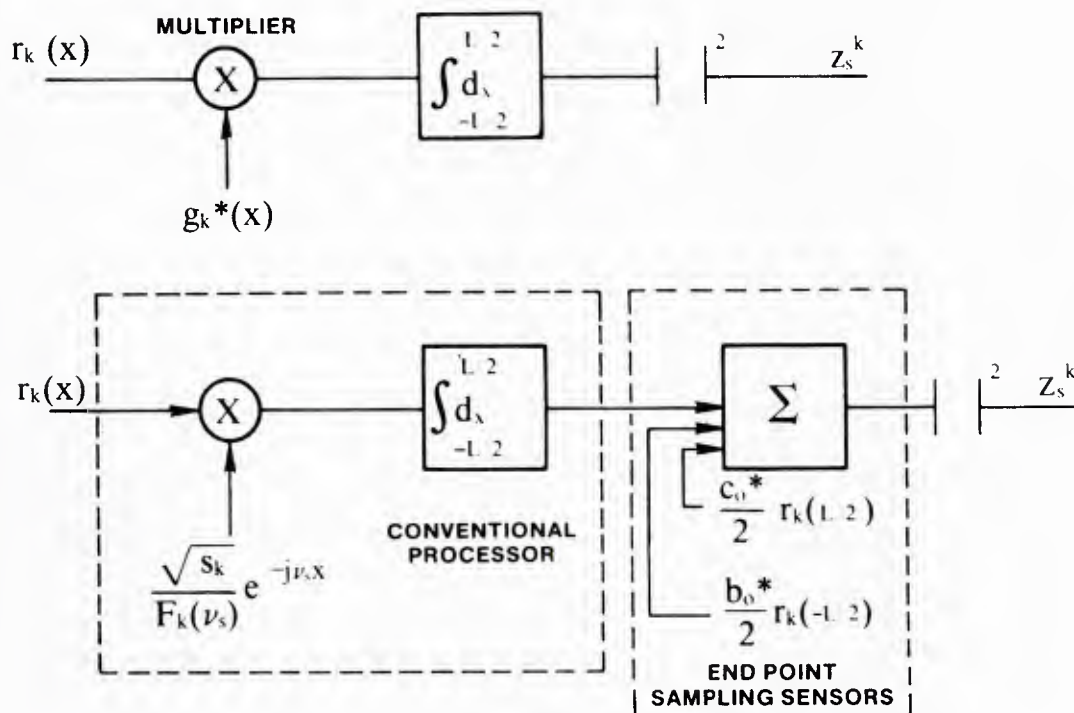 MULTIPLIER
r_k (x)
X
L 2
∫ d_x
-L 2
| |^2
z_s^k
g_k*(x)
r_k(x)
X
L 2
∫ d_x
-L 2
Σ
| |^2
z_s^k
c_o*/2 r_k(L 2)
CONVENTIONAL
PROCESSOR
√s_k / F_k(ν_s) e^-jν_sx
b_o*/2 r_k(-L 2)
END POINT
SAMPLING SENSORS